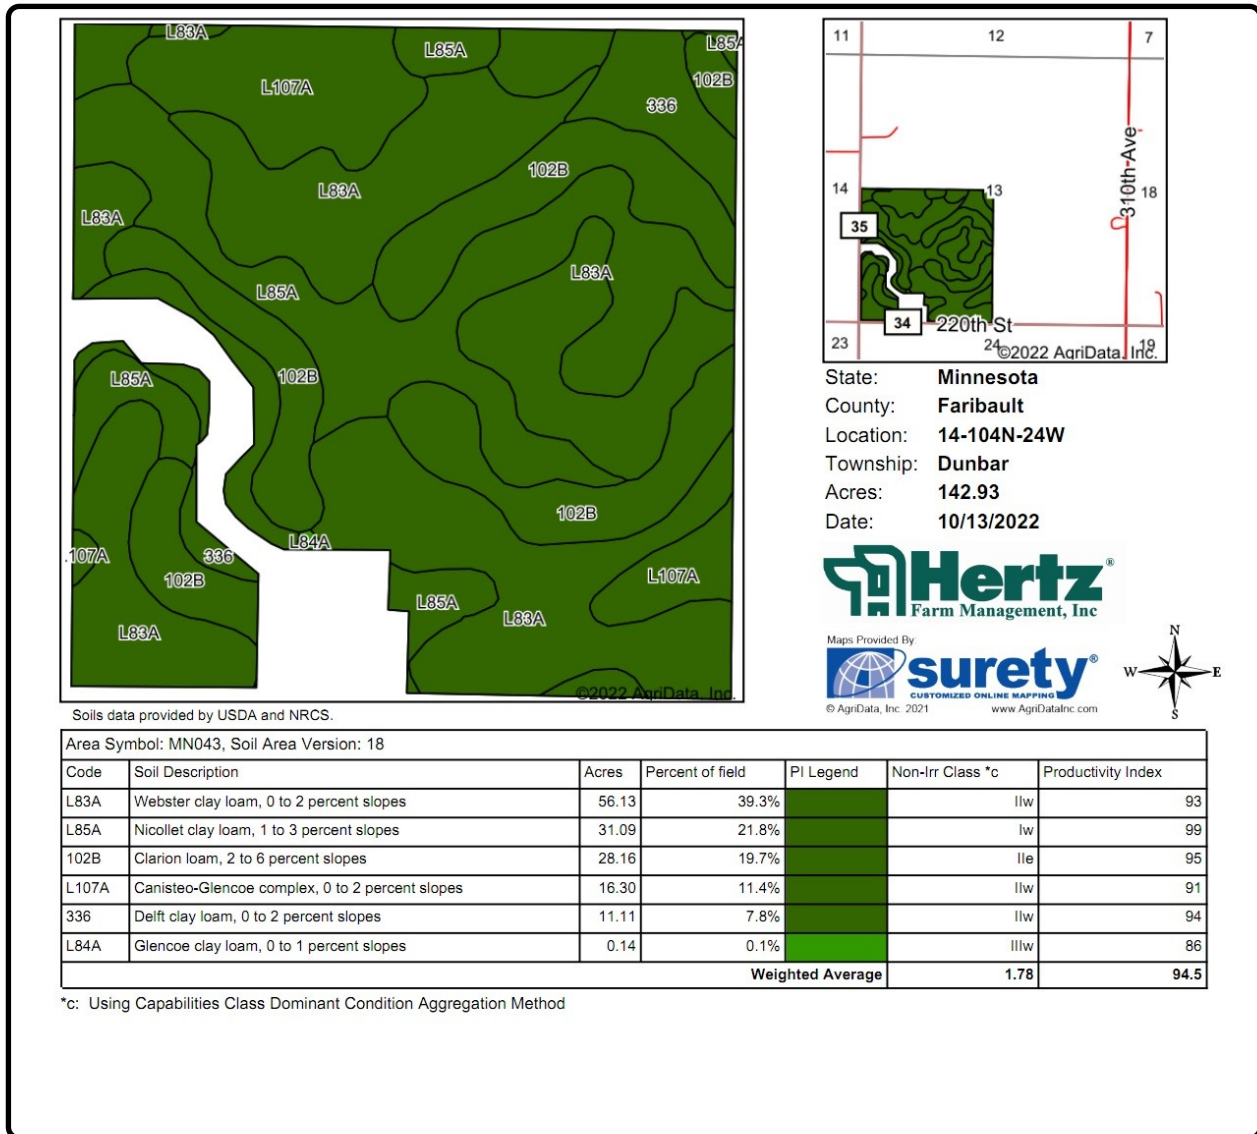 L83A
L85A
L85A
L107A
102B
336
102B
L83A
L83A
L83A
L85A
102B
L85A
102B
L84A
.107A
336
102B
L107A
L85A
L83A
L83A
©2022 AgriData, Inc.
Soils data provided by USDA and NRCS.
11 12 7
310th Ave
14 13 18
35
34 220th St
23 24 19
©2022 AgriData, Inc.
State: Minnesota
County: Faribault
Location: 14-104N-24W
Township: Dunbar
Acres: 142.93
Date: 10/13/2022
Hertz®
Farm Management, Inc
Maps Provided By:
surety®
CUSTOMIZED ONLINE MAPPING
© AgriData, Inc. 2021 www.AgriDataInc.com
N
W E
S
Area Symbol: MN043, Soil Area Version: 18
Code Soil Description Acres Percent of field PI Legend Non-Irr Class *c Productivity Index
L83A Webster clay loam, 0 to 2 percent slopes 56.13 39.3% IIw 93
L85A Nicollet clay loam, 1 to 3 percent slopes 31.09 21.8% Iw 99
102B Clarion loam, 2 to 6 percent slopes 28.16 19.7% IIe 95
L107A Canisteo-Glencoe complex, 0 to 2 percent slopes 16.30 11.4% IIw 91
336 Delft clay loam, 0 to 2 percent slopes 11.11 7.8% IIw 94
L84A Glencoe clay loam, 0 to 1 percent slopes 0.14 0.1% IIIw 86
Weighted Average 1.78 94.5
*c: Using Capabilities Class Dominant Condition Aggregation Method